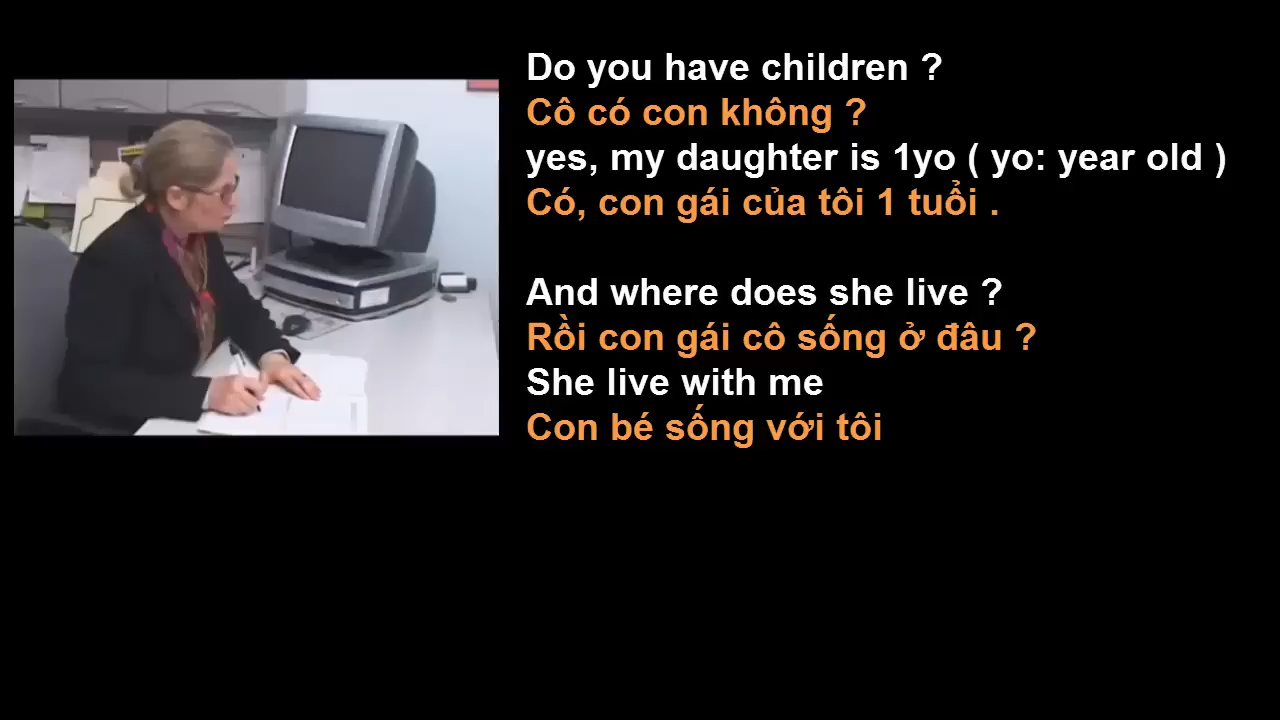 Do you have children ?
Cô có con không ?
yes, my daughter is 1yo ( yo: year old )
Có, con gái của tôi 1 tuổi .
And where does she live ?
Rồi con gái cô sống ở đâu ?
She live with me
Con bé sống với tôi